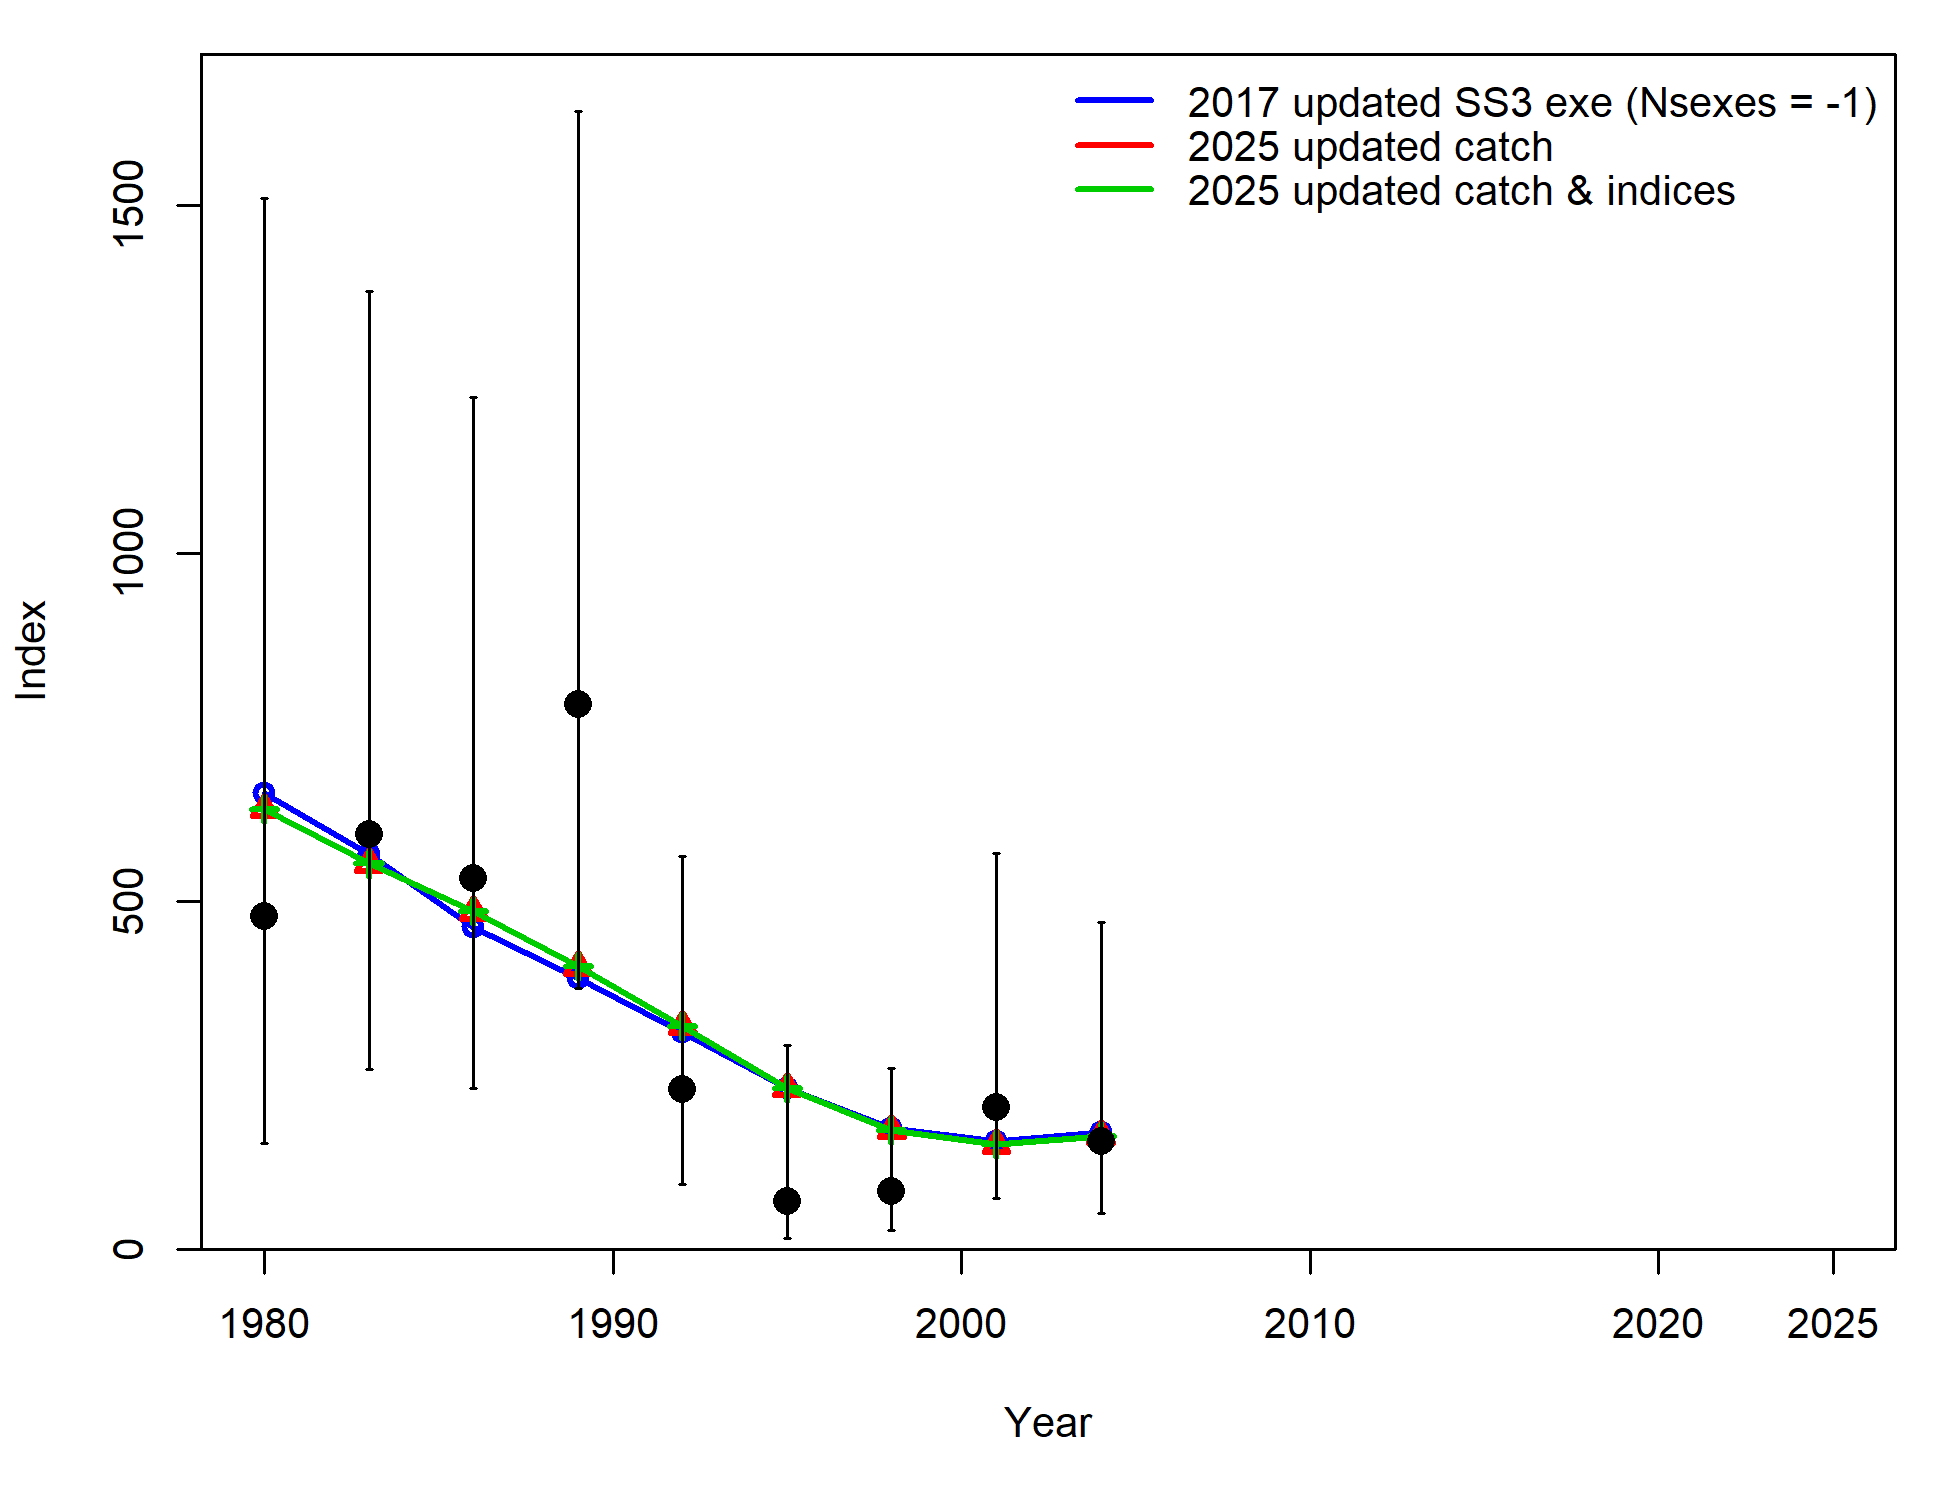 2017 updated SS3 exe (Nsexes = -1)
2025 updated catch
2025 updated catch & indices
1500
1000
500
0
Index
1980 1990 2000 2010 2020 2025
Year